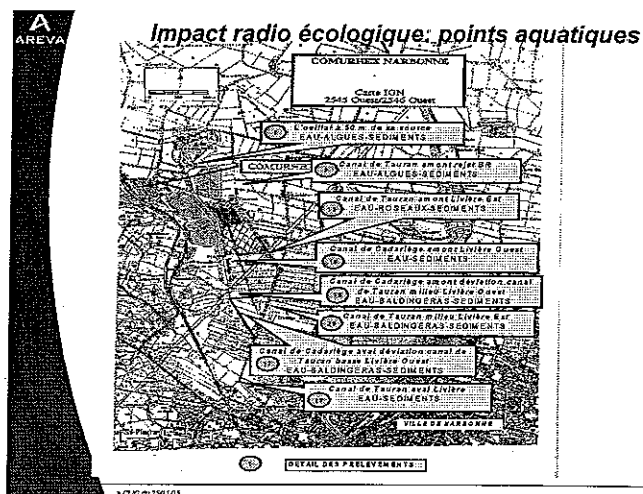 A
AREVA
Impact radio écologique: points aquatiques
COMURHEX NARBONNE
Carte IGN
2545 Ouest/2546 Ouest
L'oeillal à 50 m de sa source
EAU-ALGUES-SEDIMENTS
COMURHEX
Canal de Tauran amont rejet BR
EAU-ALGUES-SEDIMENTS
Canal de Tauran amont Livière Est
EAU-ROSEAUX-SEDIMENTS
Canal de Cadariège amont Livière Ouest
EAU-SEDIMENTS
Canal de Cadariège amont déviation canal
de Tauran milieu Livière Ouest
EAU-BALDINGERAS-SEDIMENTS
Canal de Tauran milieu Livière Est
EAU-BALDINGERAS-SEDIMENTS
Canal de Cadariège aval déviation canal de
Tauran basse Livière Ouest
EAU-BALDINGERAS-SEDIMENTS
Canal de Tauran aval Livière
EAU-SEDIMENTS
VILLE DE NARBONNE
DETAIL DES PRELEVEMENTS